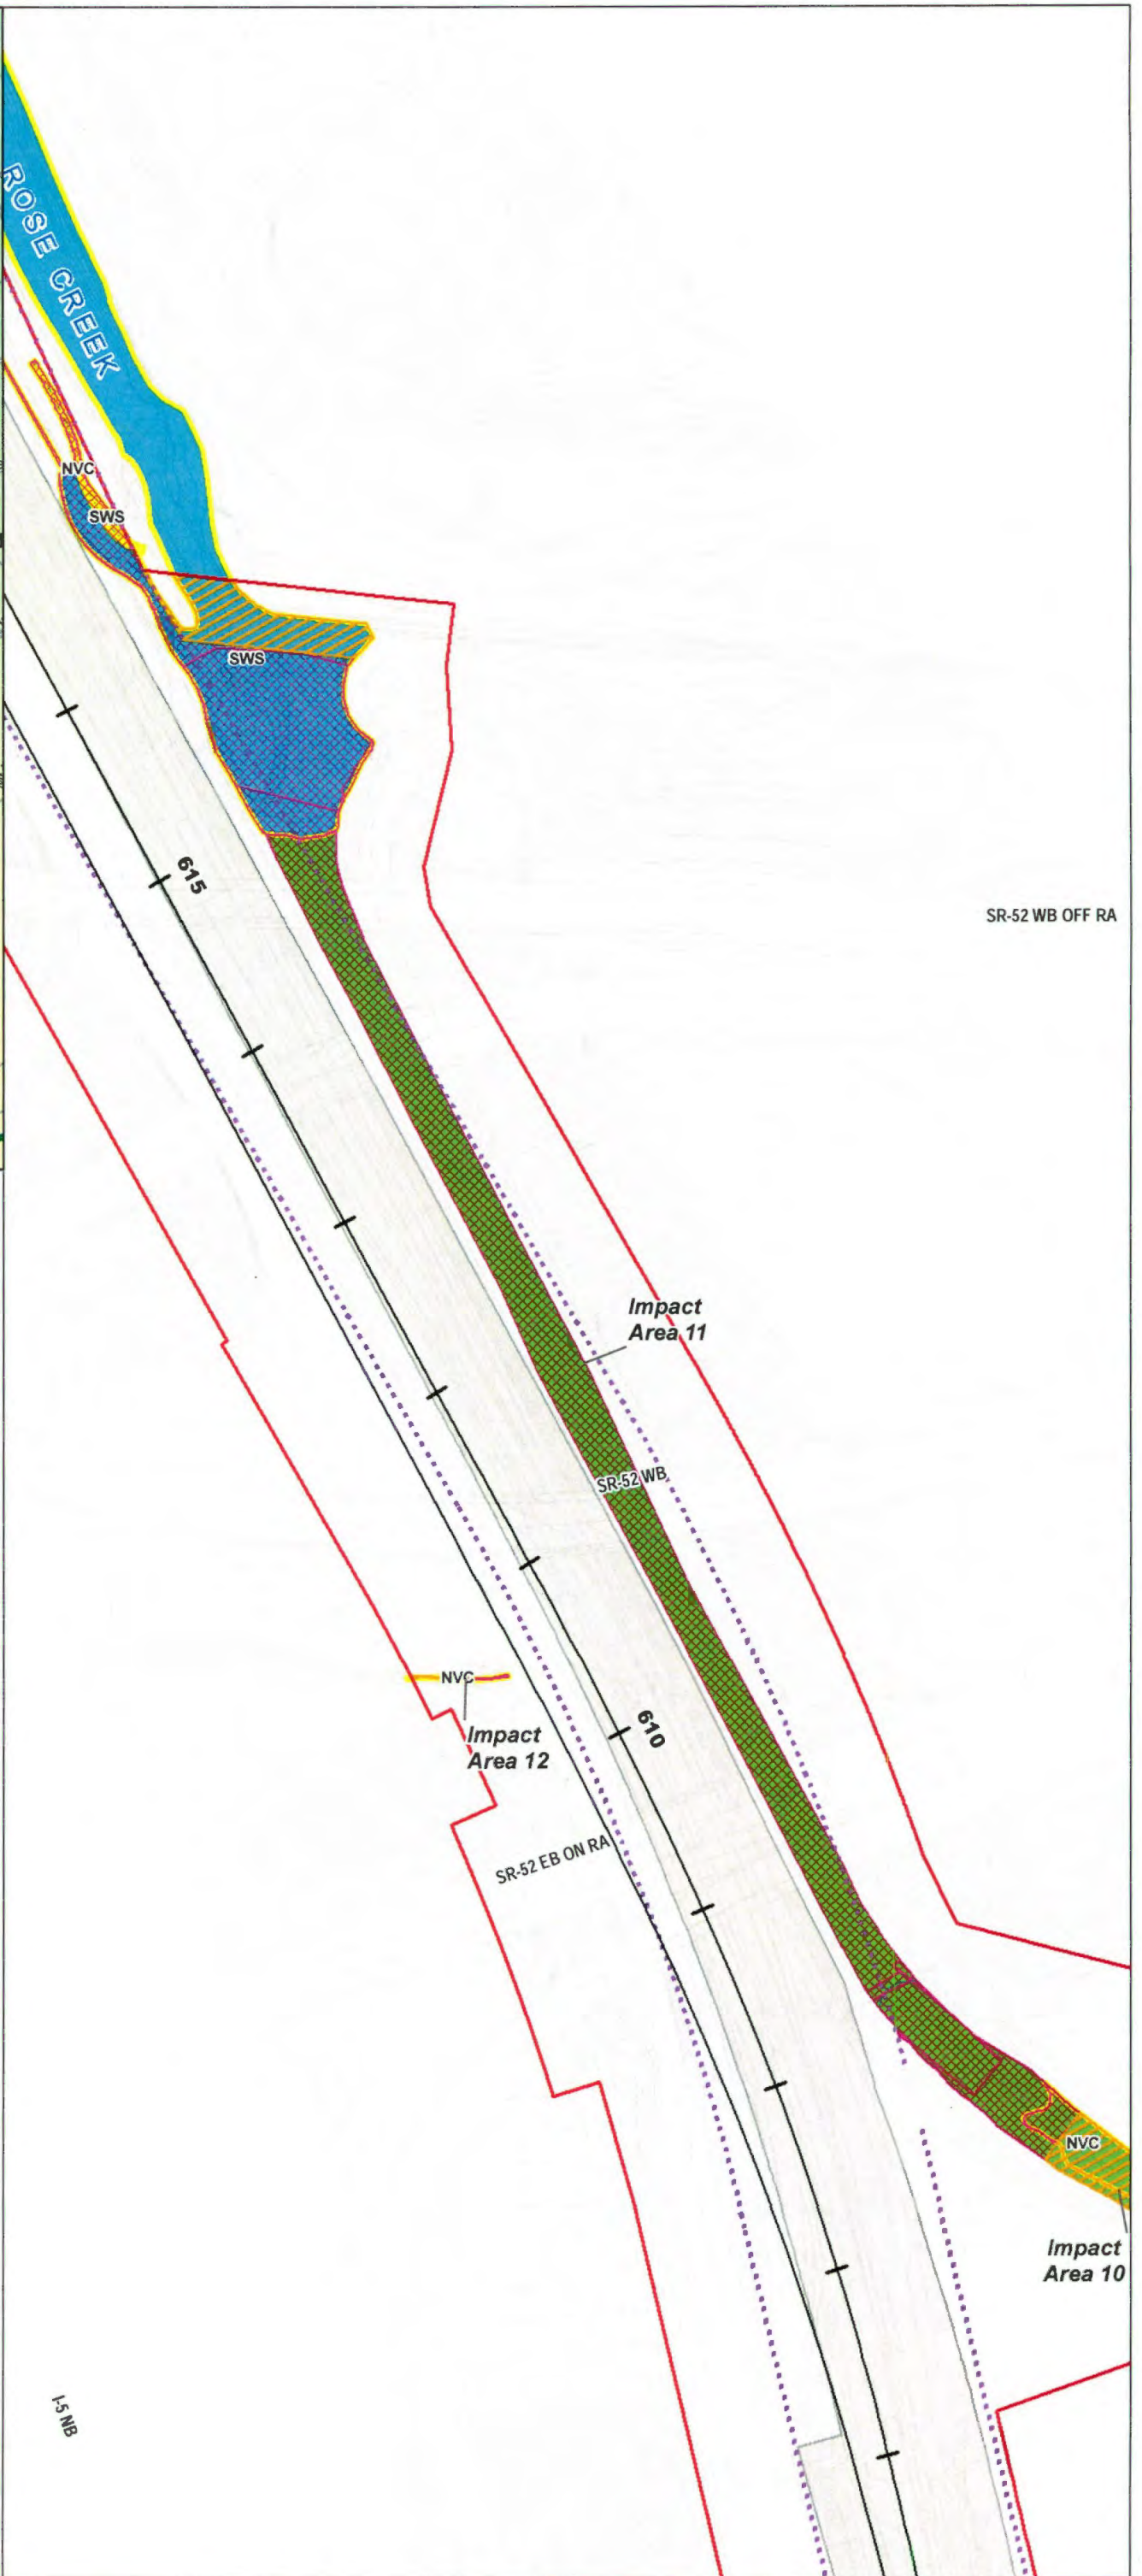 ROSE CREEK
NVC
SWS
SWS
615
SR-52 WB OFF RA
Impact
Area 11
SR-52 WB
NVC
Impact
Area 12
610
SR-52 EB ON RA
NVC
Impact
Area 10
I-5 NB